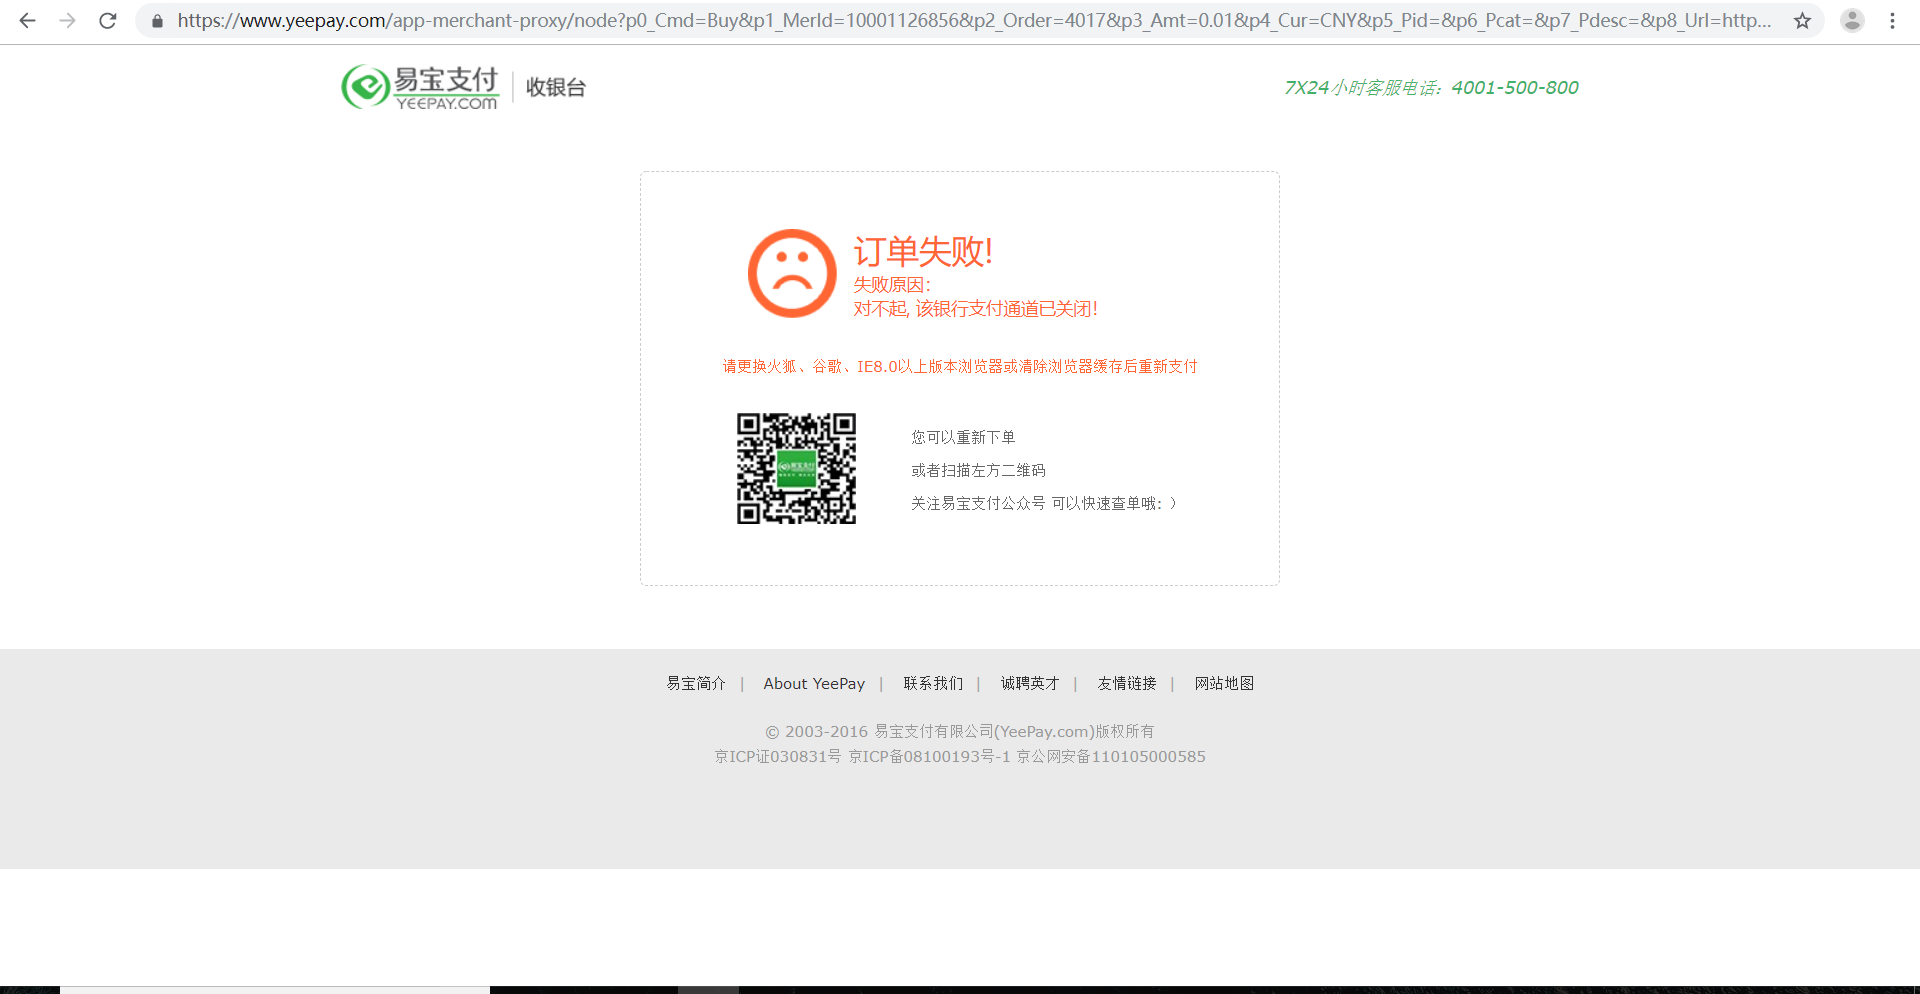 https://www.yeepay.com/app-merchant-proxy/node?p0_Cmd=Buy&p1_MerId=10001126856&p2_Order=4017&p3_Amt=0.01&p4_Cur=CNY&p5_Pid=&p6_Pcat=&p7_Pdesc=&p8_Url=http...
易宝支付
YEEPAY.COM
收银台
7X24小时客服电话：4001-500-800
订单失败!
失败原因：
对不起, 该银行支付通道已关闭!
请更换火狐、谷歌、IE8.0以上版本浏览器或清除浏览器缓存后重新支付
您可以重新下单
或者扫描左方二维码
关注易宝支付公众号 可以快速查单哦：）
易宝支付
易宝简介 | About YeePay | 联系我们 | 诚聘英才 | 友情链接 | 网站地图
© 2003-2016 易宝支付有限公司(YeePay.com)版权所有
京ICP证030831号 京ICP备08100193号-1 京公网安备110105000585